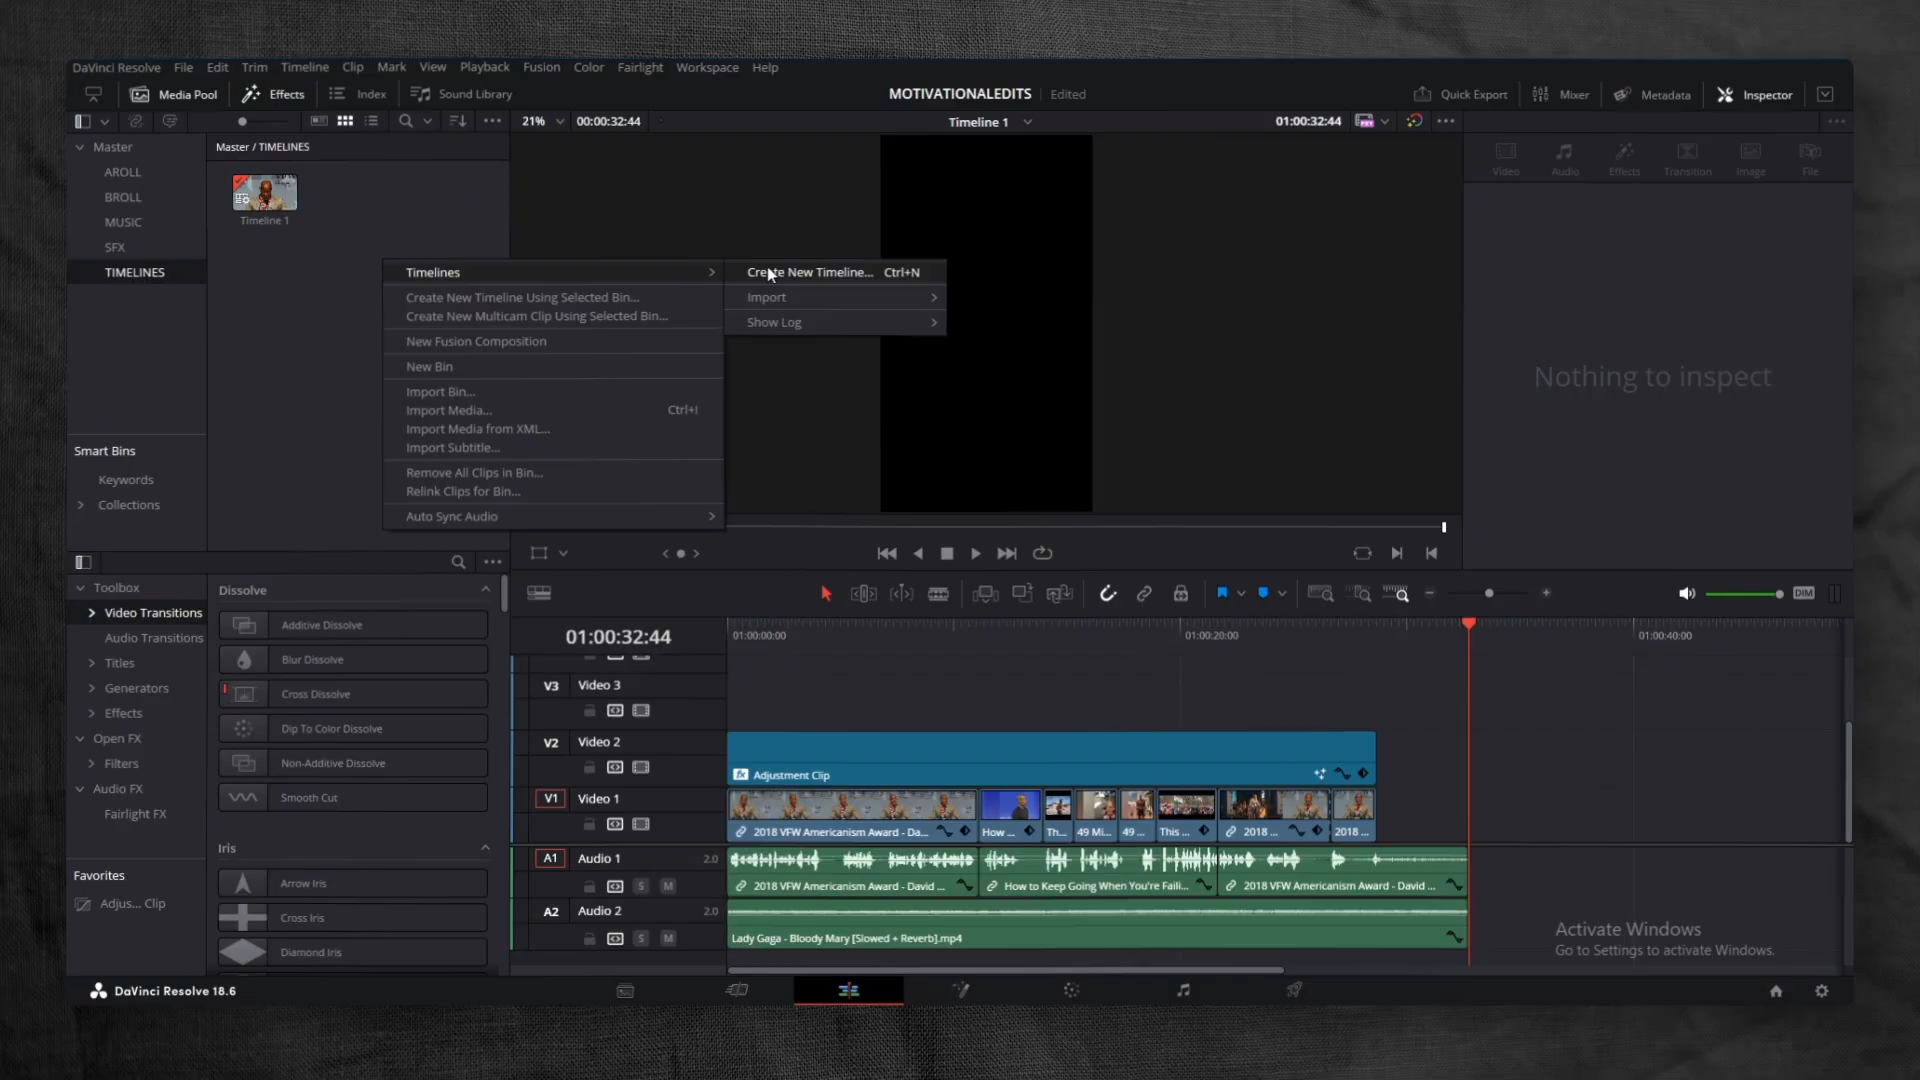 DaVinci Resolve File Edit Trim Timeline Clip Mark View Playback Fusion Color Fairlight Workspace Help
Media Pool Effects Index Sound Library MOTIVATIONALEDITS Edited Quick Export Mixer Metadata Inspector
21% 00:00:32:44 Timeline 1 01:00:32:44
Master
AROLL
BROLL
MUSIC
SFX
TIMELINES
Master / TIMELINES
Timeline 1
Timelines
Create New Timeline Using Selected Bin...
Create New Multicam Clip Using Selected Bin...
New Fusion Composition
New Bin
Import Bin...
Import Media... Ctrl+I
Import Media from XML...
Import Subtitle...
Remove All Clips in Bin...
Relink Clips for Bin...
Auto Sync Audio
Create New Timeline... Ctrl+N
Import
Show Log
Video Audio Effects Transition Image File
Nothing to inspect
Smart Bins
Keywords
Collections
Toolbox
Video Transitions
Audio Transitions
Titles
Generators
Effects
Open FX
Filters
Audio FX
Fairlight FX
Favorites
Adjus... Clip
Dissolve
Additive Dissolve
Blur Dissolve
Cross Dissolve
Dip To Color Dissolve
Non-Additive Dissolve
Smooth Cut
Iris
Arrow Iris
Cross Iris
Diamond Iris
DIM
01:00:32:44 01:00:00:00 01:00:20:00 01:00:40:00
V3 Video 3
V2 Video 2
fx Adjustment Clip
V1 Video 1
2018 VFW Americanism Award - Da... How ... Th... 49 Mi... 49 ... This ... 2018 ... 2018 ...
A1 Audio 1 2.0
S M 2018 VFW Americanism Award - David ... How to Keep Going When You're Faili... 2018 VFW Americanism Award - David ...
A2 Audio 2 2.0
S M Lady Gaga - Bloody Mary [Slowed + Reverb].mp4
Activate Windows
Go to Settings to activate Windows.
DaVinci Resolve 18.6